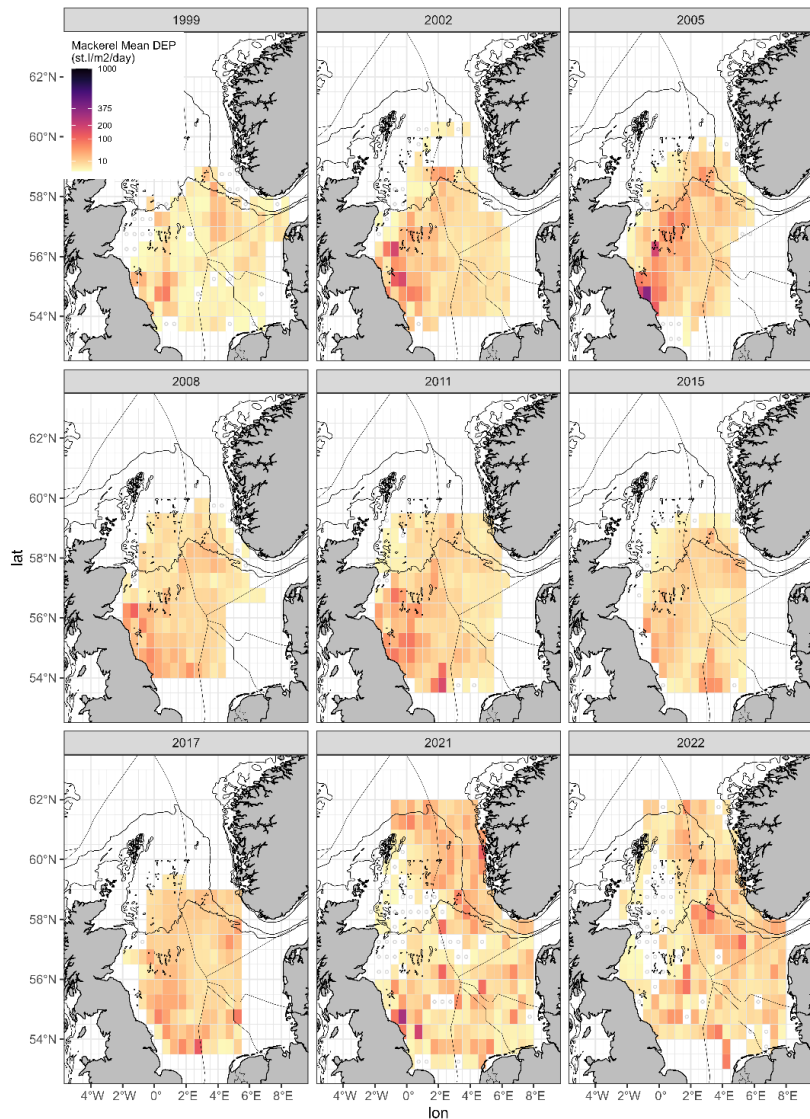 1999
2002
2005
Mackerel Mean DEP
(st.I/m2/day)
1000
375
200
100
10
62°N
60°N
58°N
56°N
54°N
2008
2011
2015
62°N
60°N
58°N
56°N
54°N
lat
2017
2021
2022
62°N
60°N
58°N
56°N
54°N
4°W 2°W 0° 2°E 4°E 6°E 8°E
4°W 2°W 0° 2°E 4°E 6°E 8°E
4°W 2°W 0° 2°E 4°E 6°E 8°E
lon